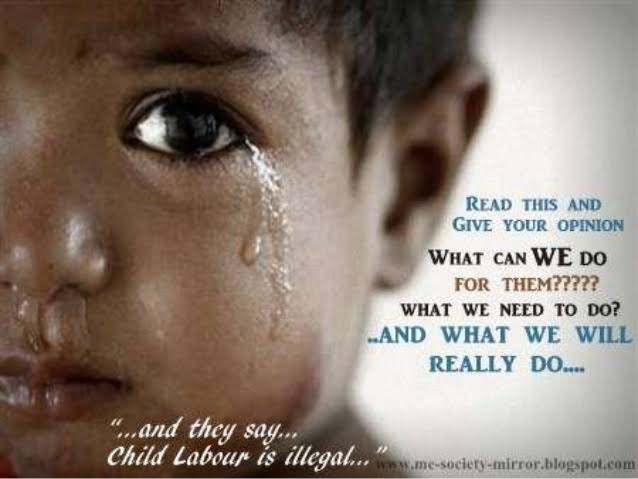 READ THIS AND
GIVE YOUR OPINION
WHAT CAN WE DO
FOR THEM?????
WHAT WE NEED TO DO?
..AND WHAT WE WILL
REALLY DO....
"...and they say...
Child Labour is illegal..."
www.me-society-mirror.blogspot.com